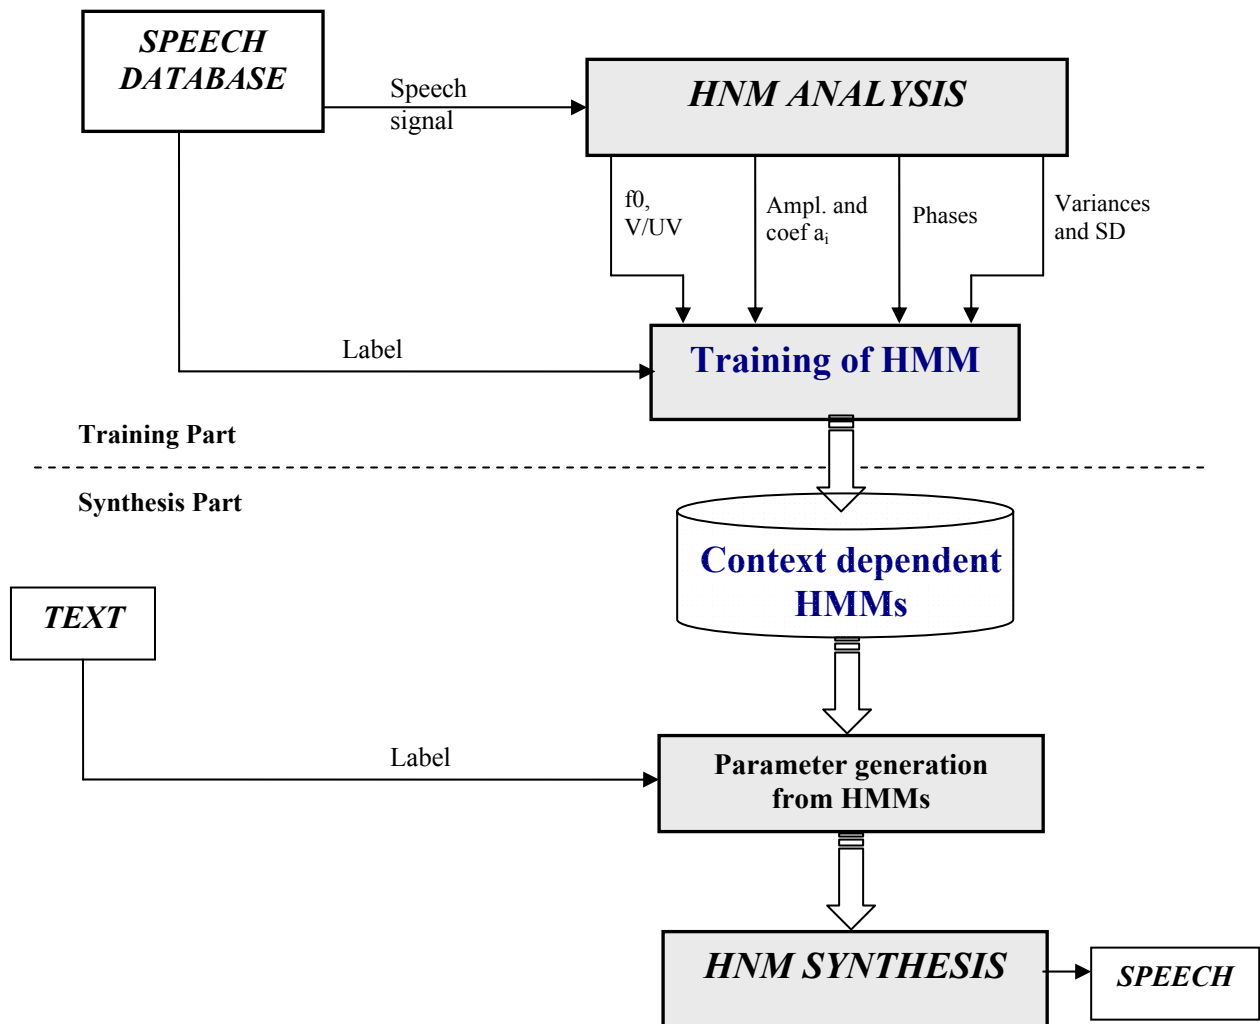 SPEECH
DATABASE
Speech
signal
HNM ANALYSIS
f0,
V/UV
Ampl. and
coef aᵢ
Phases
Variances
and SD
Label
Training of HMM
Training Part
Synthesis Part
Context dependent
HMMs
TEXT
Label
Parameter generation
from HMMs
HNM SYNTHESIS
SPEECH